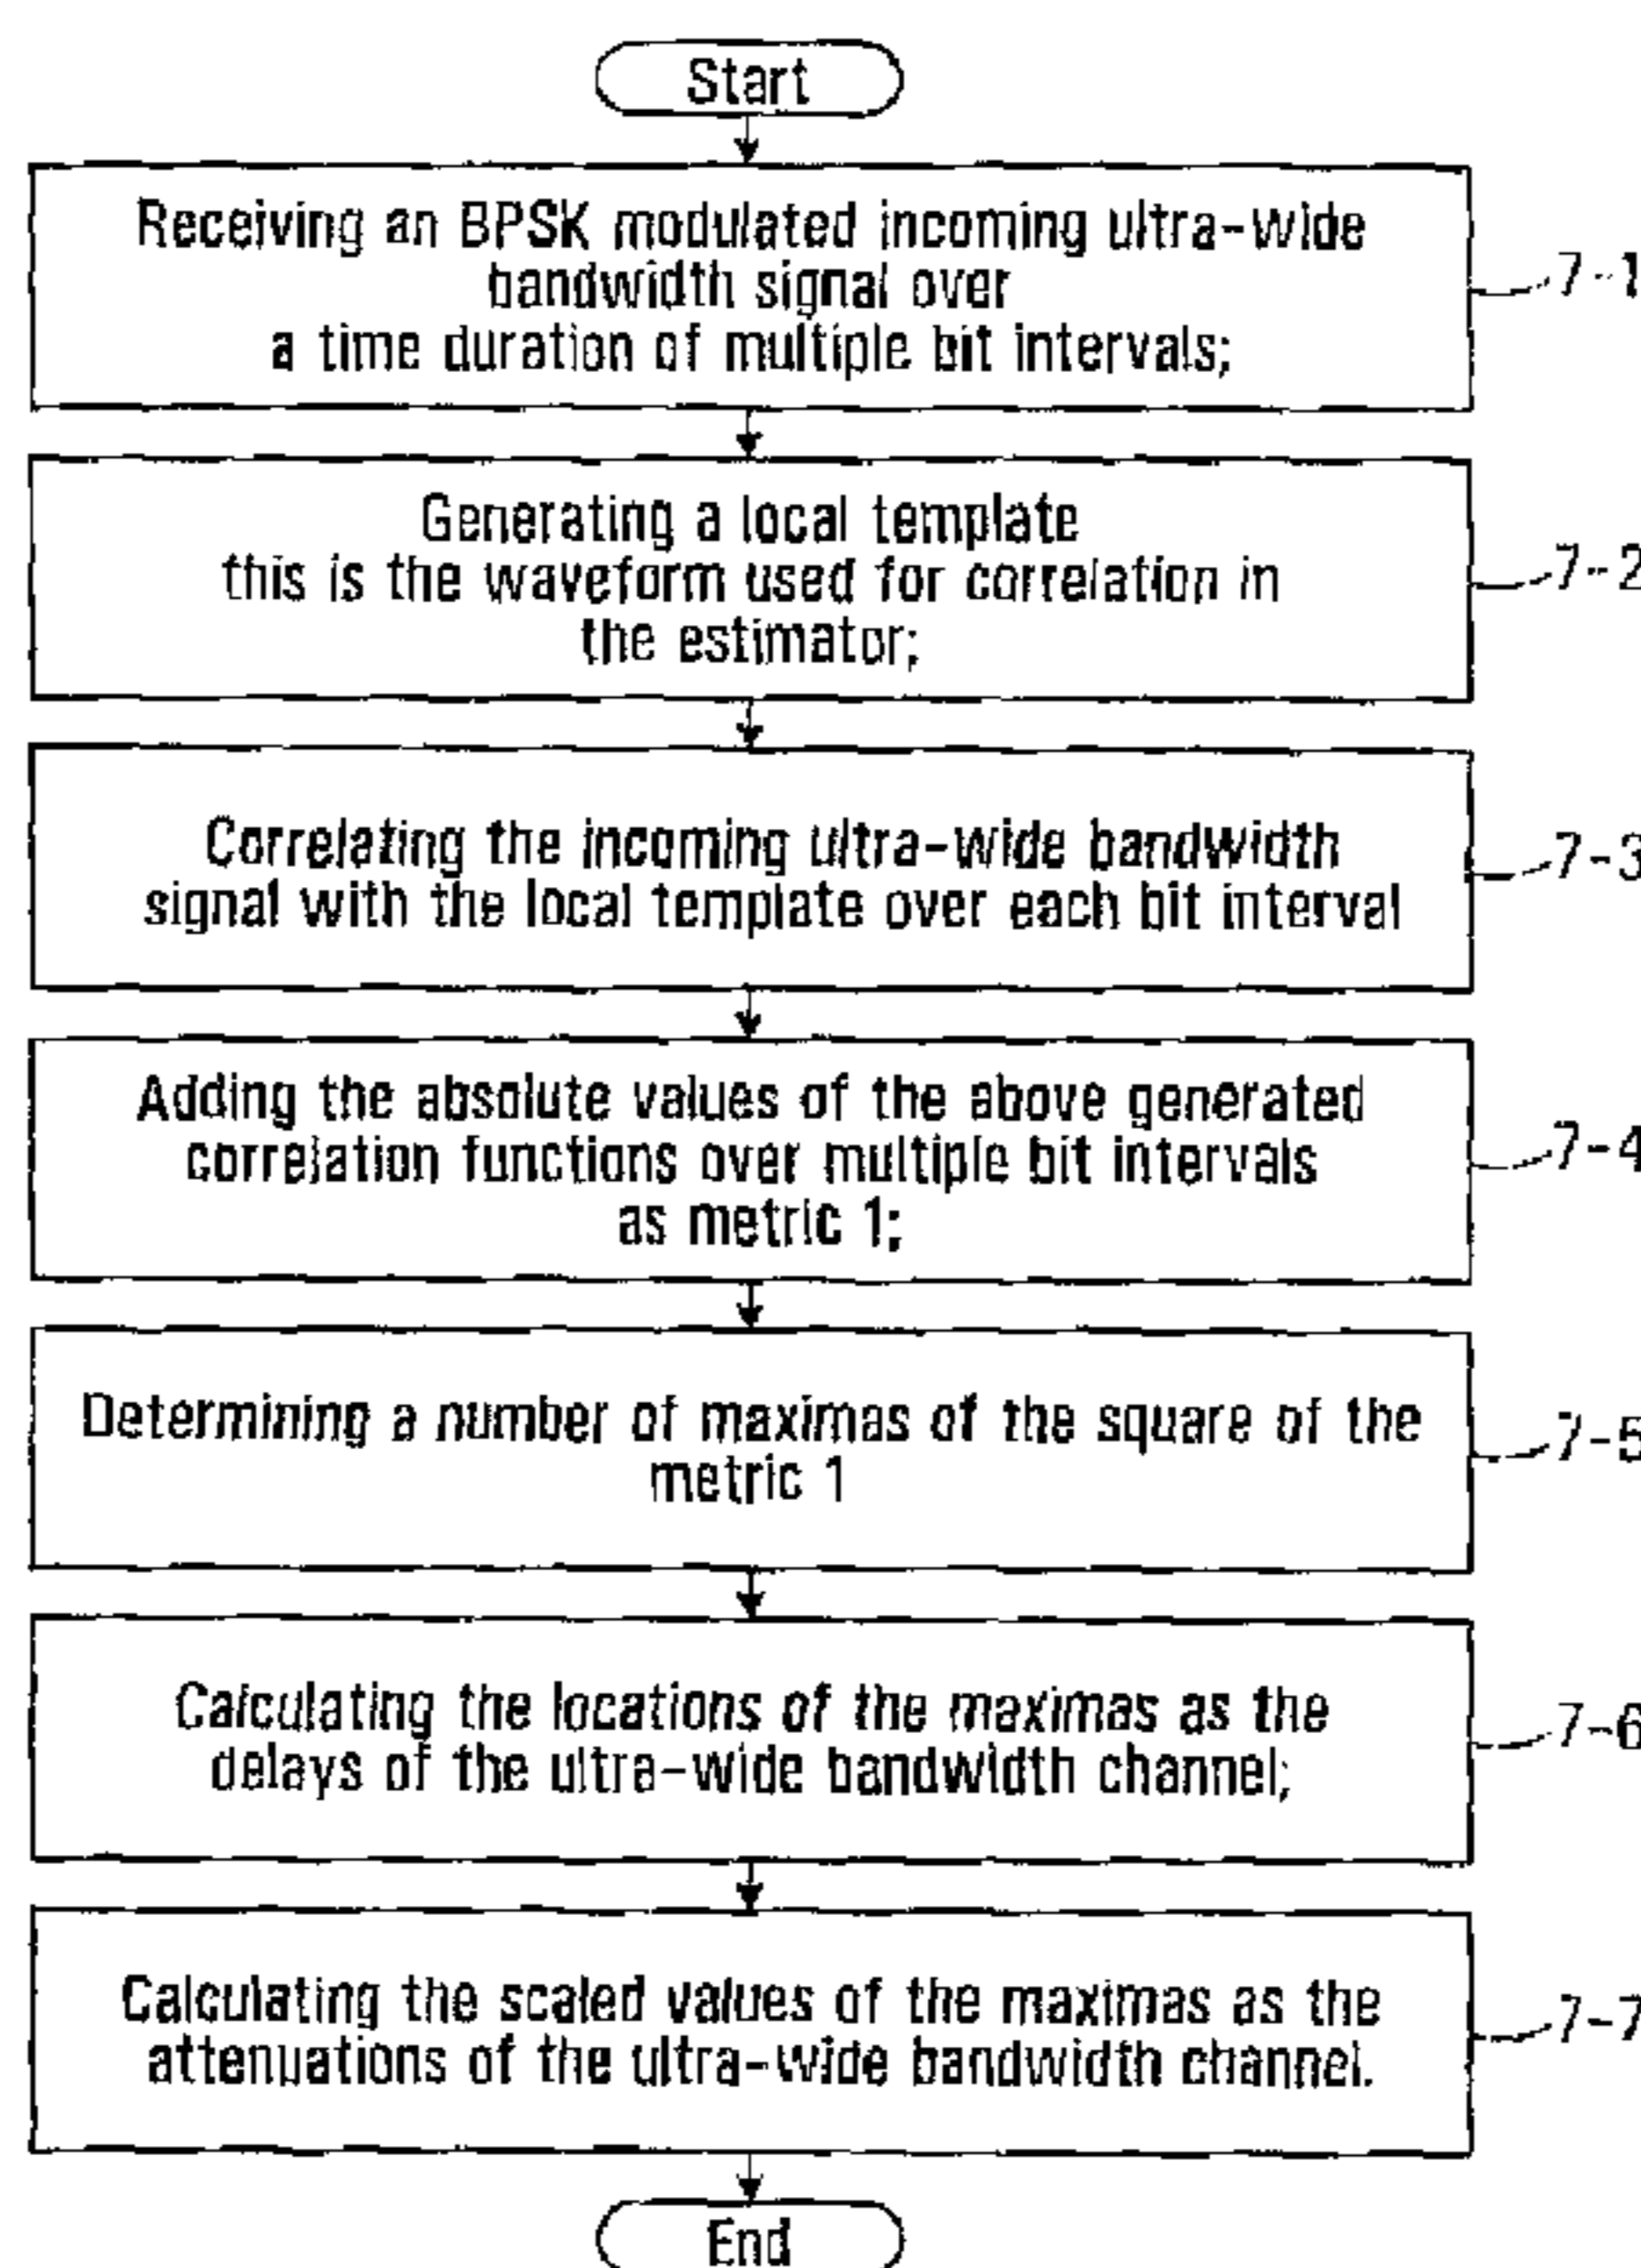 Start
Receiving an BPSK modulated incoming ultra-wide
bandwidth signal over
a time duration of multiple bit intervals;
7-1
Generating a local template
this is the waveform used for correlation in
the estimator;
7-2
Correlating the incoming ultra-wide bandwidth
signal with the local template over each bit interval
7-3
Adding the absolute values of the above generated
correlation functions over multiple bit intervals
as metric 1;
7-4
Determining a number of maximas of the square of the
metric 1
7-5
Calculating the locations of the maximas as the
delays of the ultra-wide bandwidth channel;
7-6
Calculating the scaled values of the maximas as the
attenuations of the ultra-wide bandwidth channel.
7-7
End